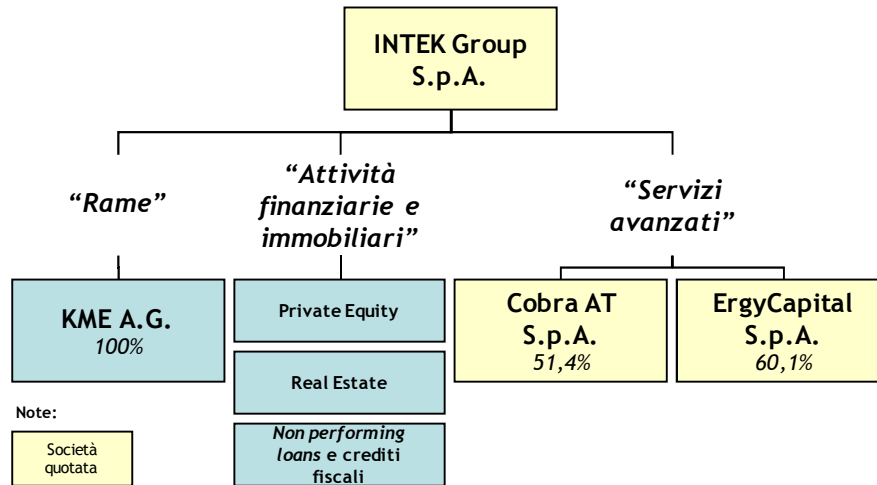 INTEK Group
S.p.A.
“Rame”
“Attività
finanziarie e
immobiliari”
“Servizi
avanzati”
KME A.G.
100%
Private Equity
Real Estate
Non performing
loans e crediti
fiscali
Cobra AT
S.p.A.
51,4%
ErgyCapital
S.p.A.
60,1%
Note:
Società
quotata